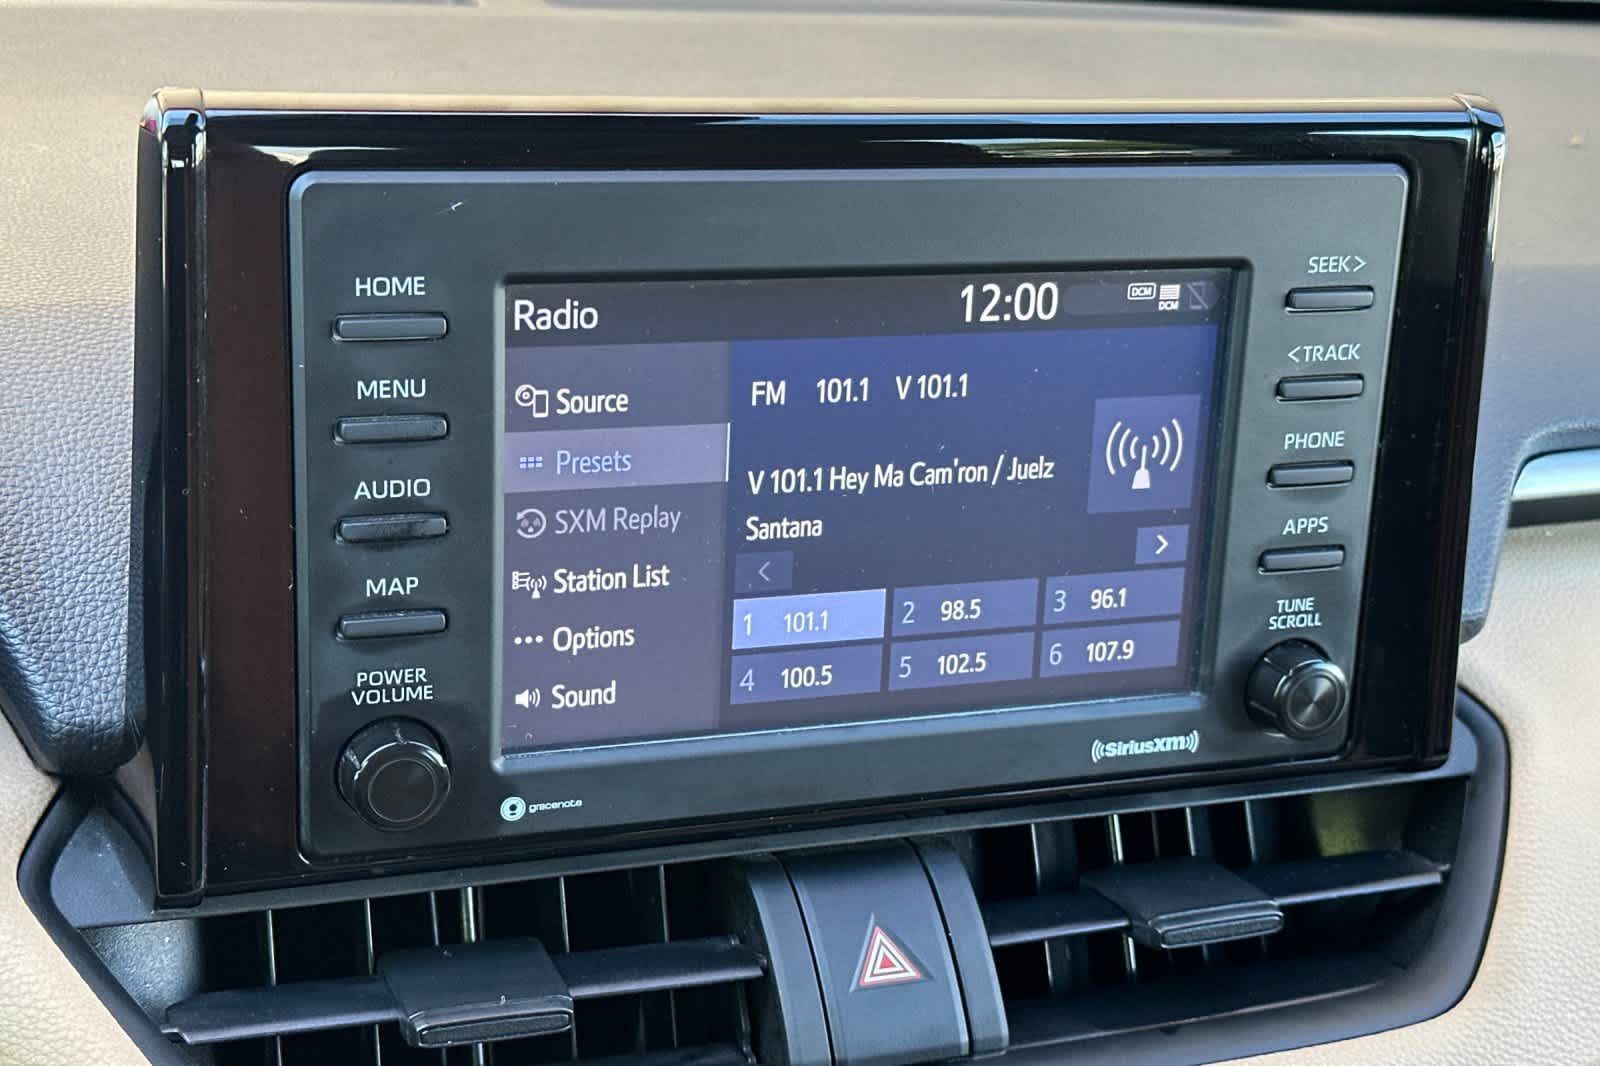 HOME
MENU
AUDIO
MAP
POWER
VOLUME
Radio
12:00
DCM
DCM
Source
Presets
SXM Replay
Station List
••• Options
Sound
FM 101.1 V 101.1
V 101.1 Hey Ma Cam'ron / Juelz
Santana
<
>
1 101.1
2 98.5
3 96.1
4 100.5
5 102.5
6 107.9
SEEK>
<TRACK
PHONE
APPS
TUNE
SCROLL
gracenote
((SiriusXM))